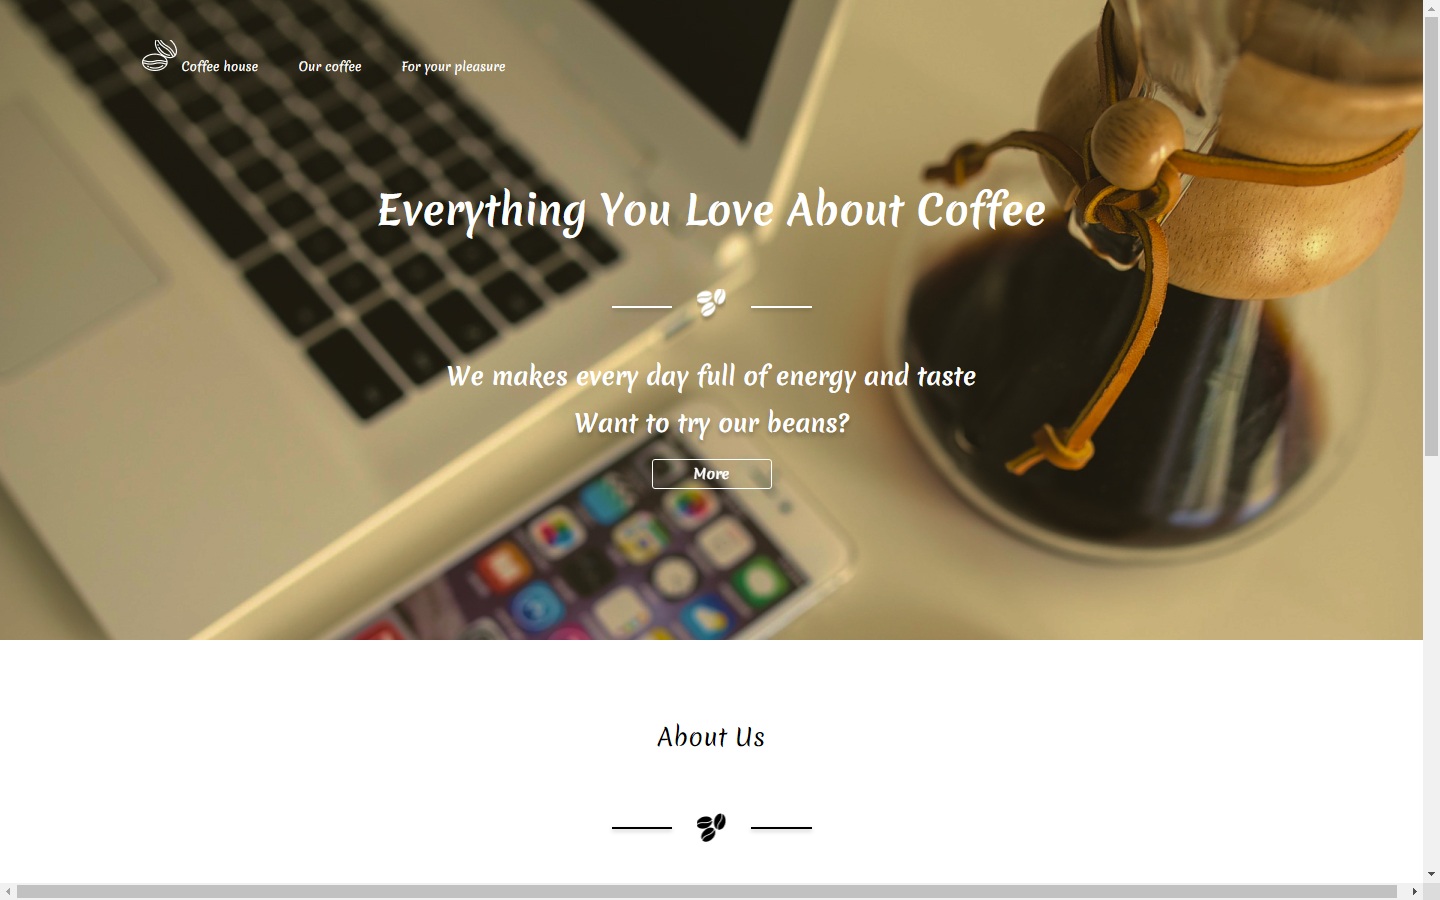 Coffee house
Our coffee
For your pleasure
Everything You Love About Coffee
We makes every day full of energy and taste
Want to try our beans?
More
About Us